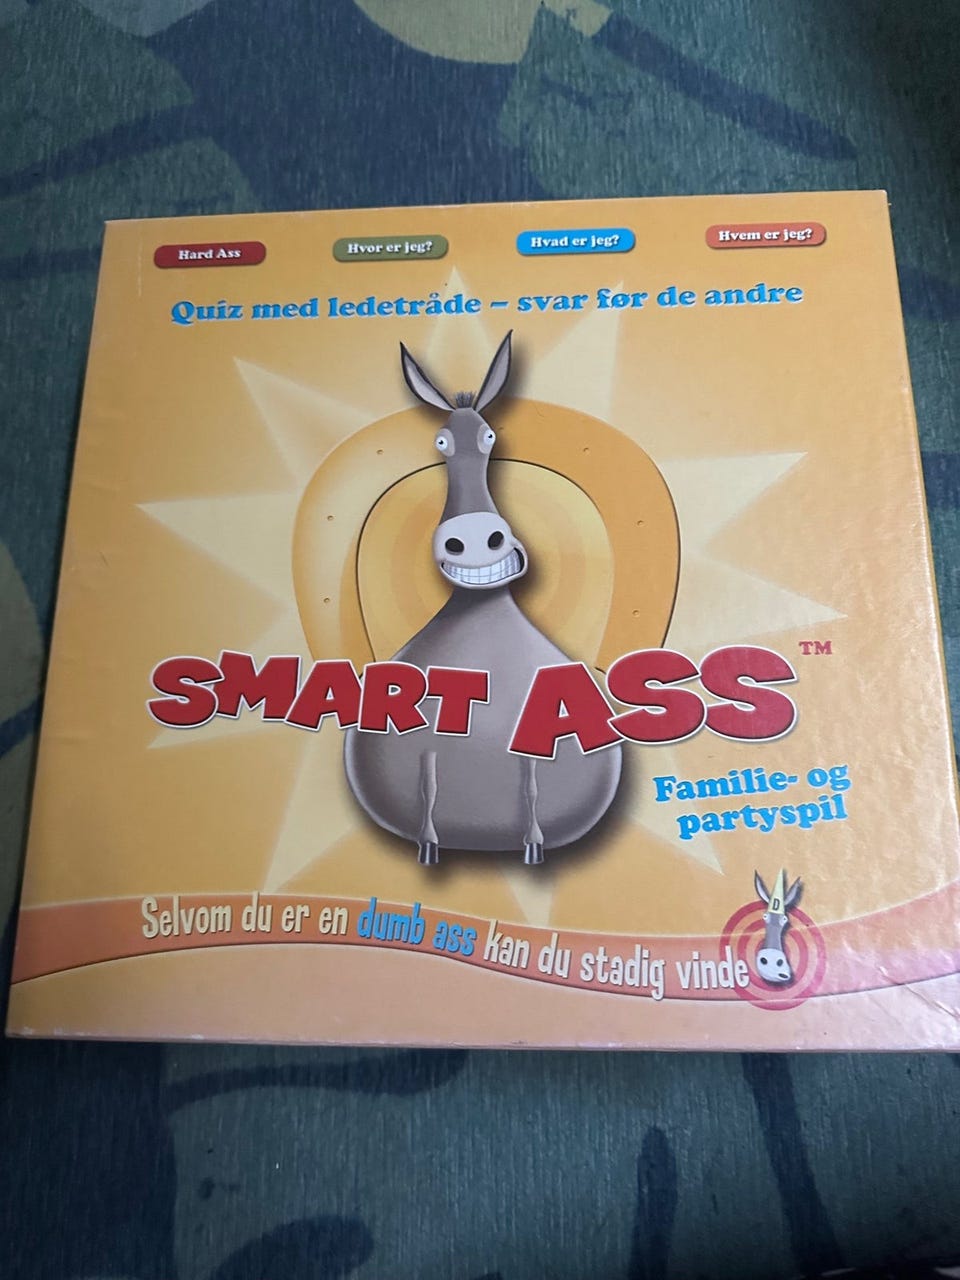 Hard Ass
Hvor er jeg?
Hvad er jeg?
Hvem er jeg?
Quiz med ledetråde – svar før de andre
SMART ASS™
Familie- og
partyspil
Selvom du er en dumb ass kan du stadig vinde
D